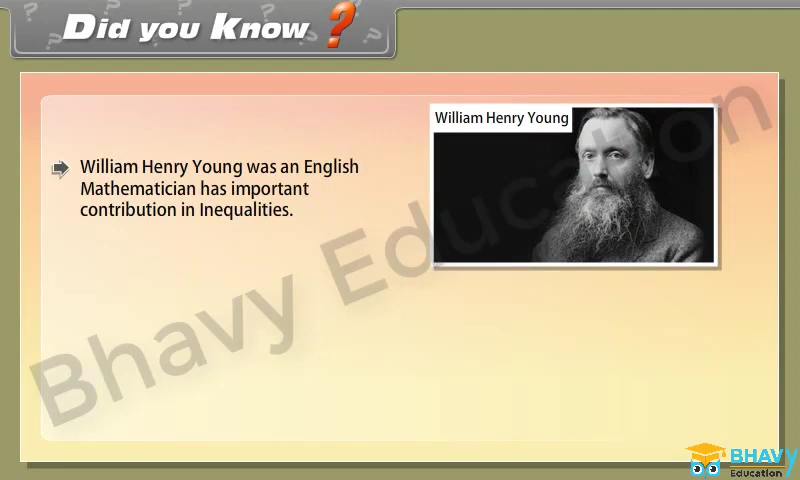 Did you Know ?
William Henry Young
William Henry Young was an English
Mathematician has important
contribution in Inequalities.
Bhavy Education
BHAVY
Education